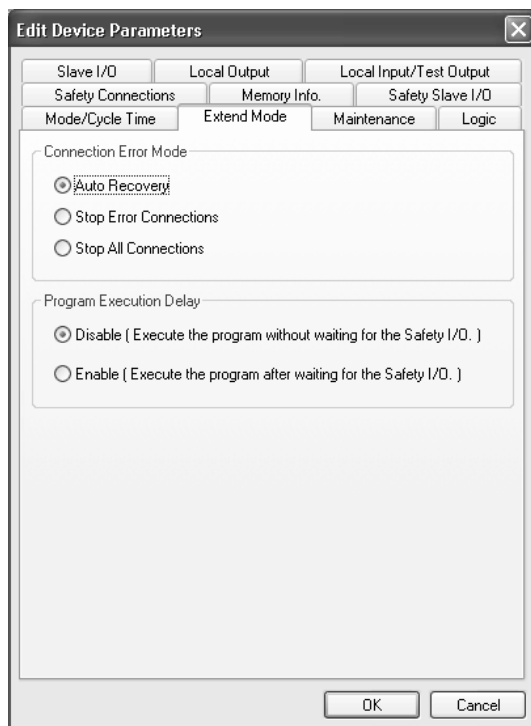 Edit Device Parameters
Slave I/O Local Output Local Input/Test Output
Safety Connections Memory Info. Safety Slave I/O
Mode/Cycle Time Extend Mode Maintenance Logic
Connection Error Mode
Auto Recovery
Stop Error Connections
Stop All Connections
Program Execution Delay
Disable ( Execute the program without waiting for the Safety I/O. )
Enable ( Execute the program after waiting for the Safety I/O. )
OK Cancel